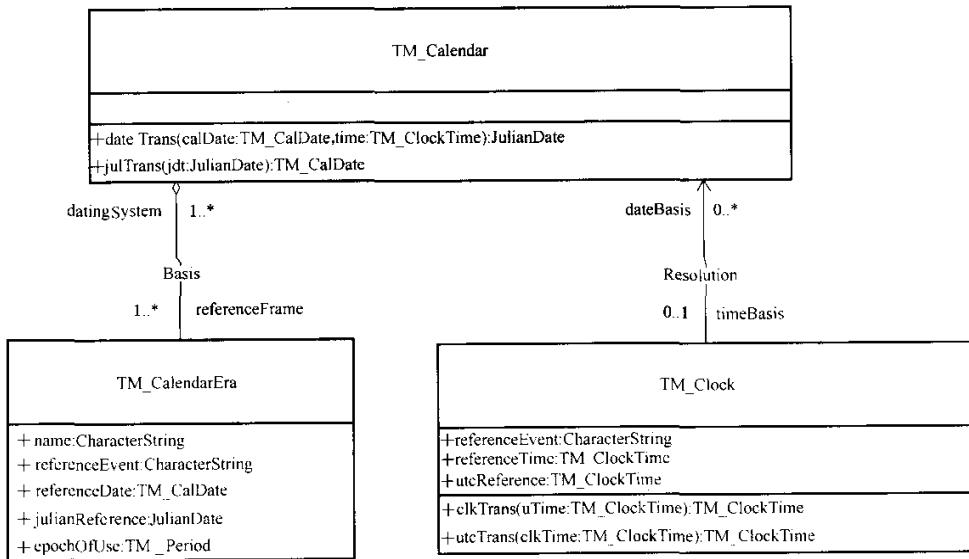 TM_Calendar
+date Trans(calDate:TM_CalDate,time:TM_ClockTime):JulianDate
+julTrans(jdt:JulianDate):TM_CalDate
datingSystem 1..*
dateBasis 0..*
Basis
Resolution
1..* referenceFrame
0..1 timeBasis
TM_CalendarEra
+ name:CharacterString
+ referenceEvent:CharacterString
+ referenceDate:TM_CalDate
+ julianReference:JulianDate
+ epochOfUse:TM_Period
TM_Clock
+referenceEvent:CharacterString
+referenceTime:TM_ClockTime
+utcReference:TM_ClockTime
+clkTrans(uTime:TM_ClockTime):TM_ClockTime
+utcTrans(clkTime:TM_ClockTime):TM_ClockTime